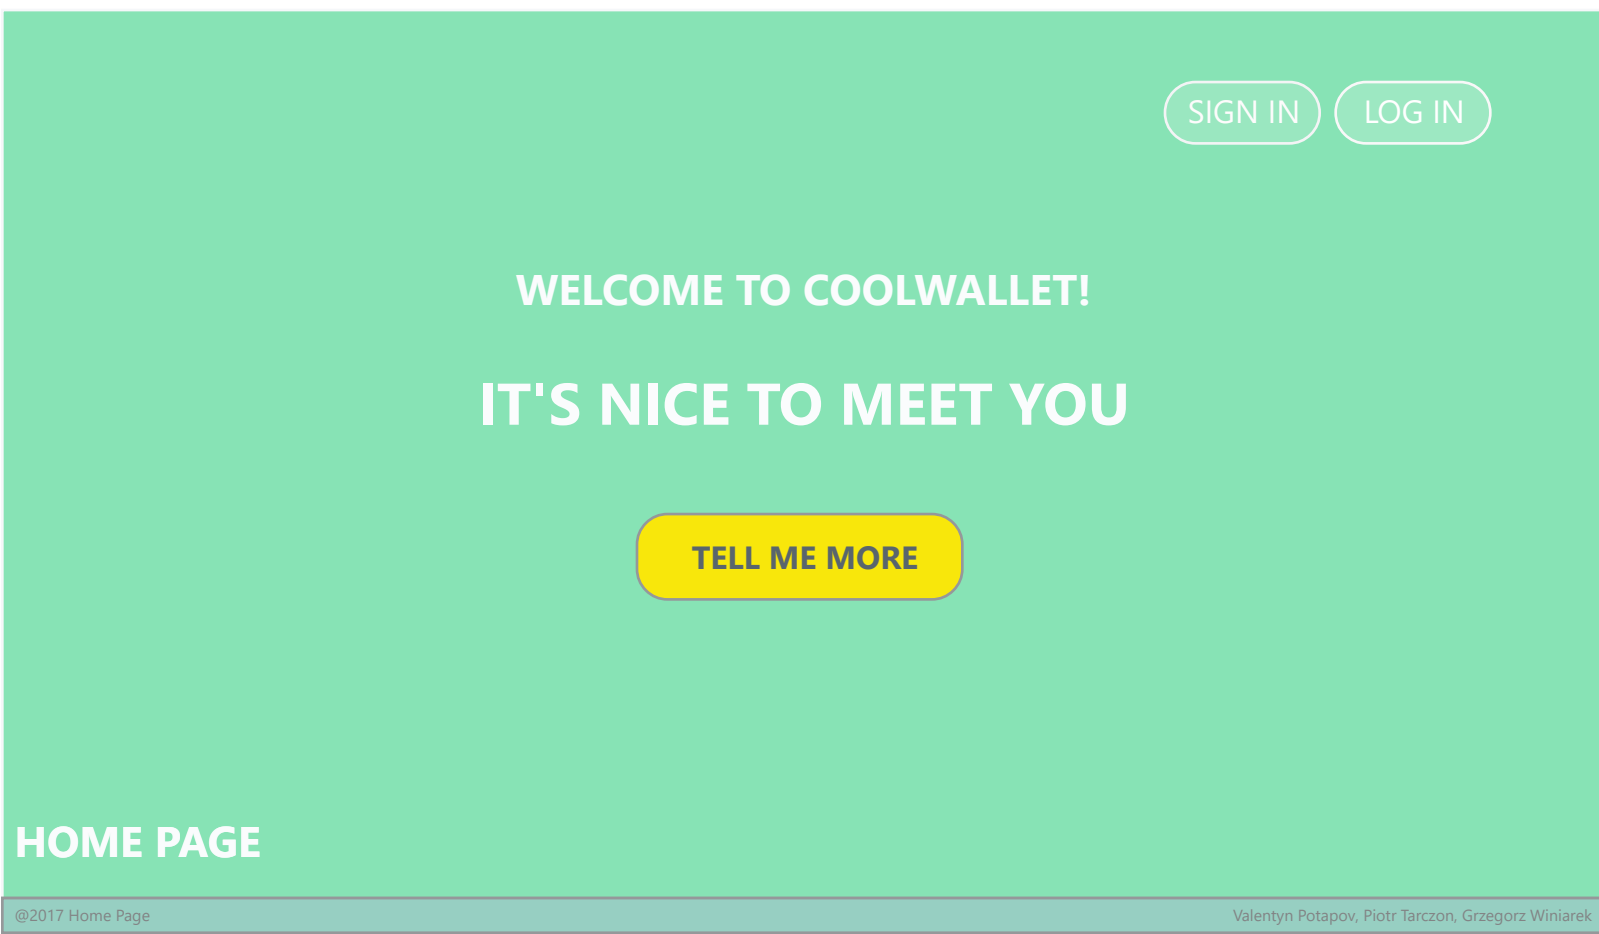 SIGN IN LOG IN
WELCOME TO COOLWALLET!
IT'S NICE TO MEET YOU
TELL ME MORE
HOME PAGE
@2017 Home Page Valentyn Potapov, Piotr Tarczon, Grzegorz Winiarek